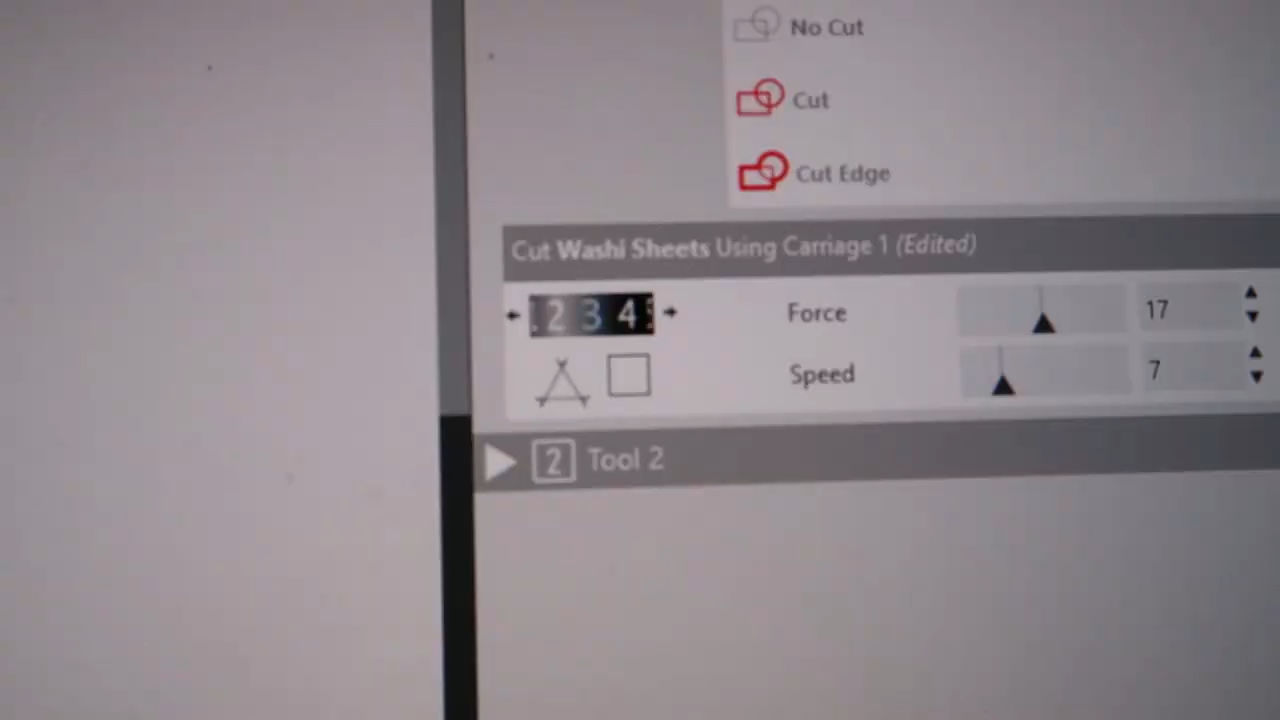 No Cut
Cut
Cut Edge
Cut Washi Sheets Using Carriage 1 (Edited)
2 3 4
Force
17
Speed
7
2 Tool 2